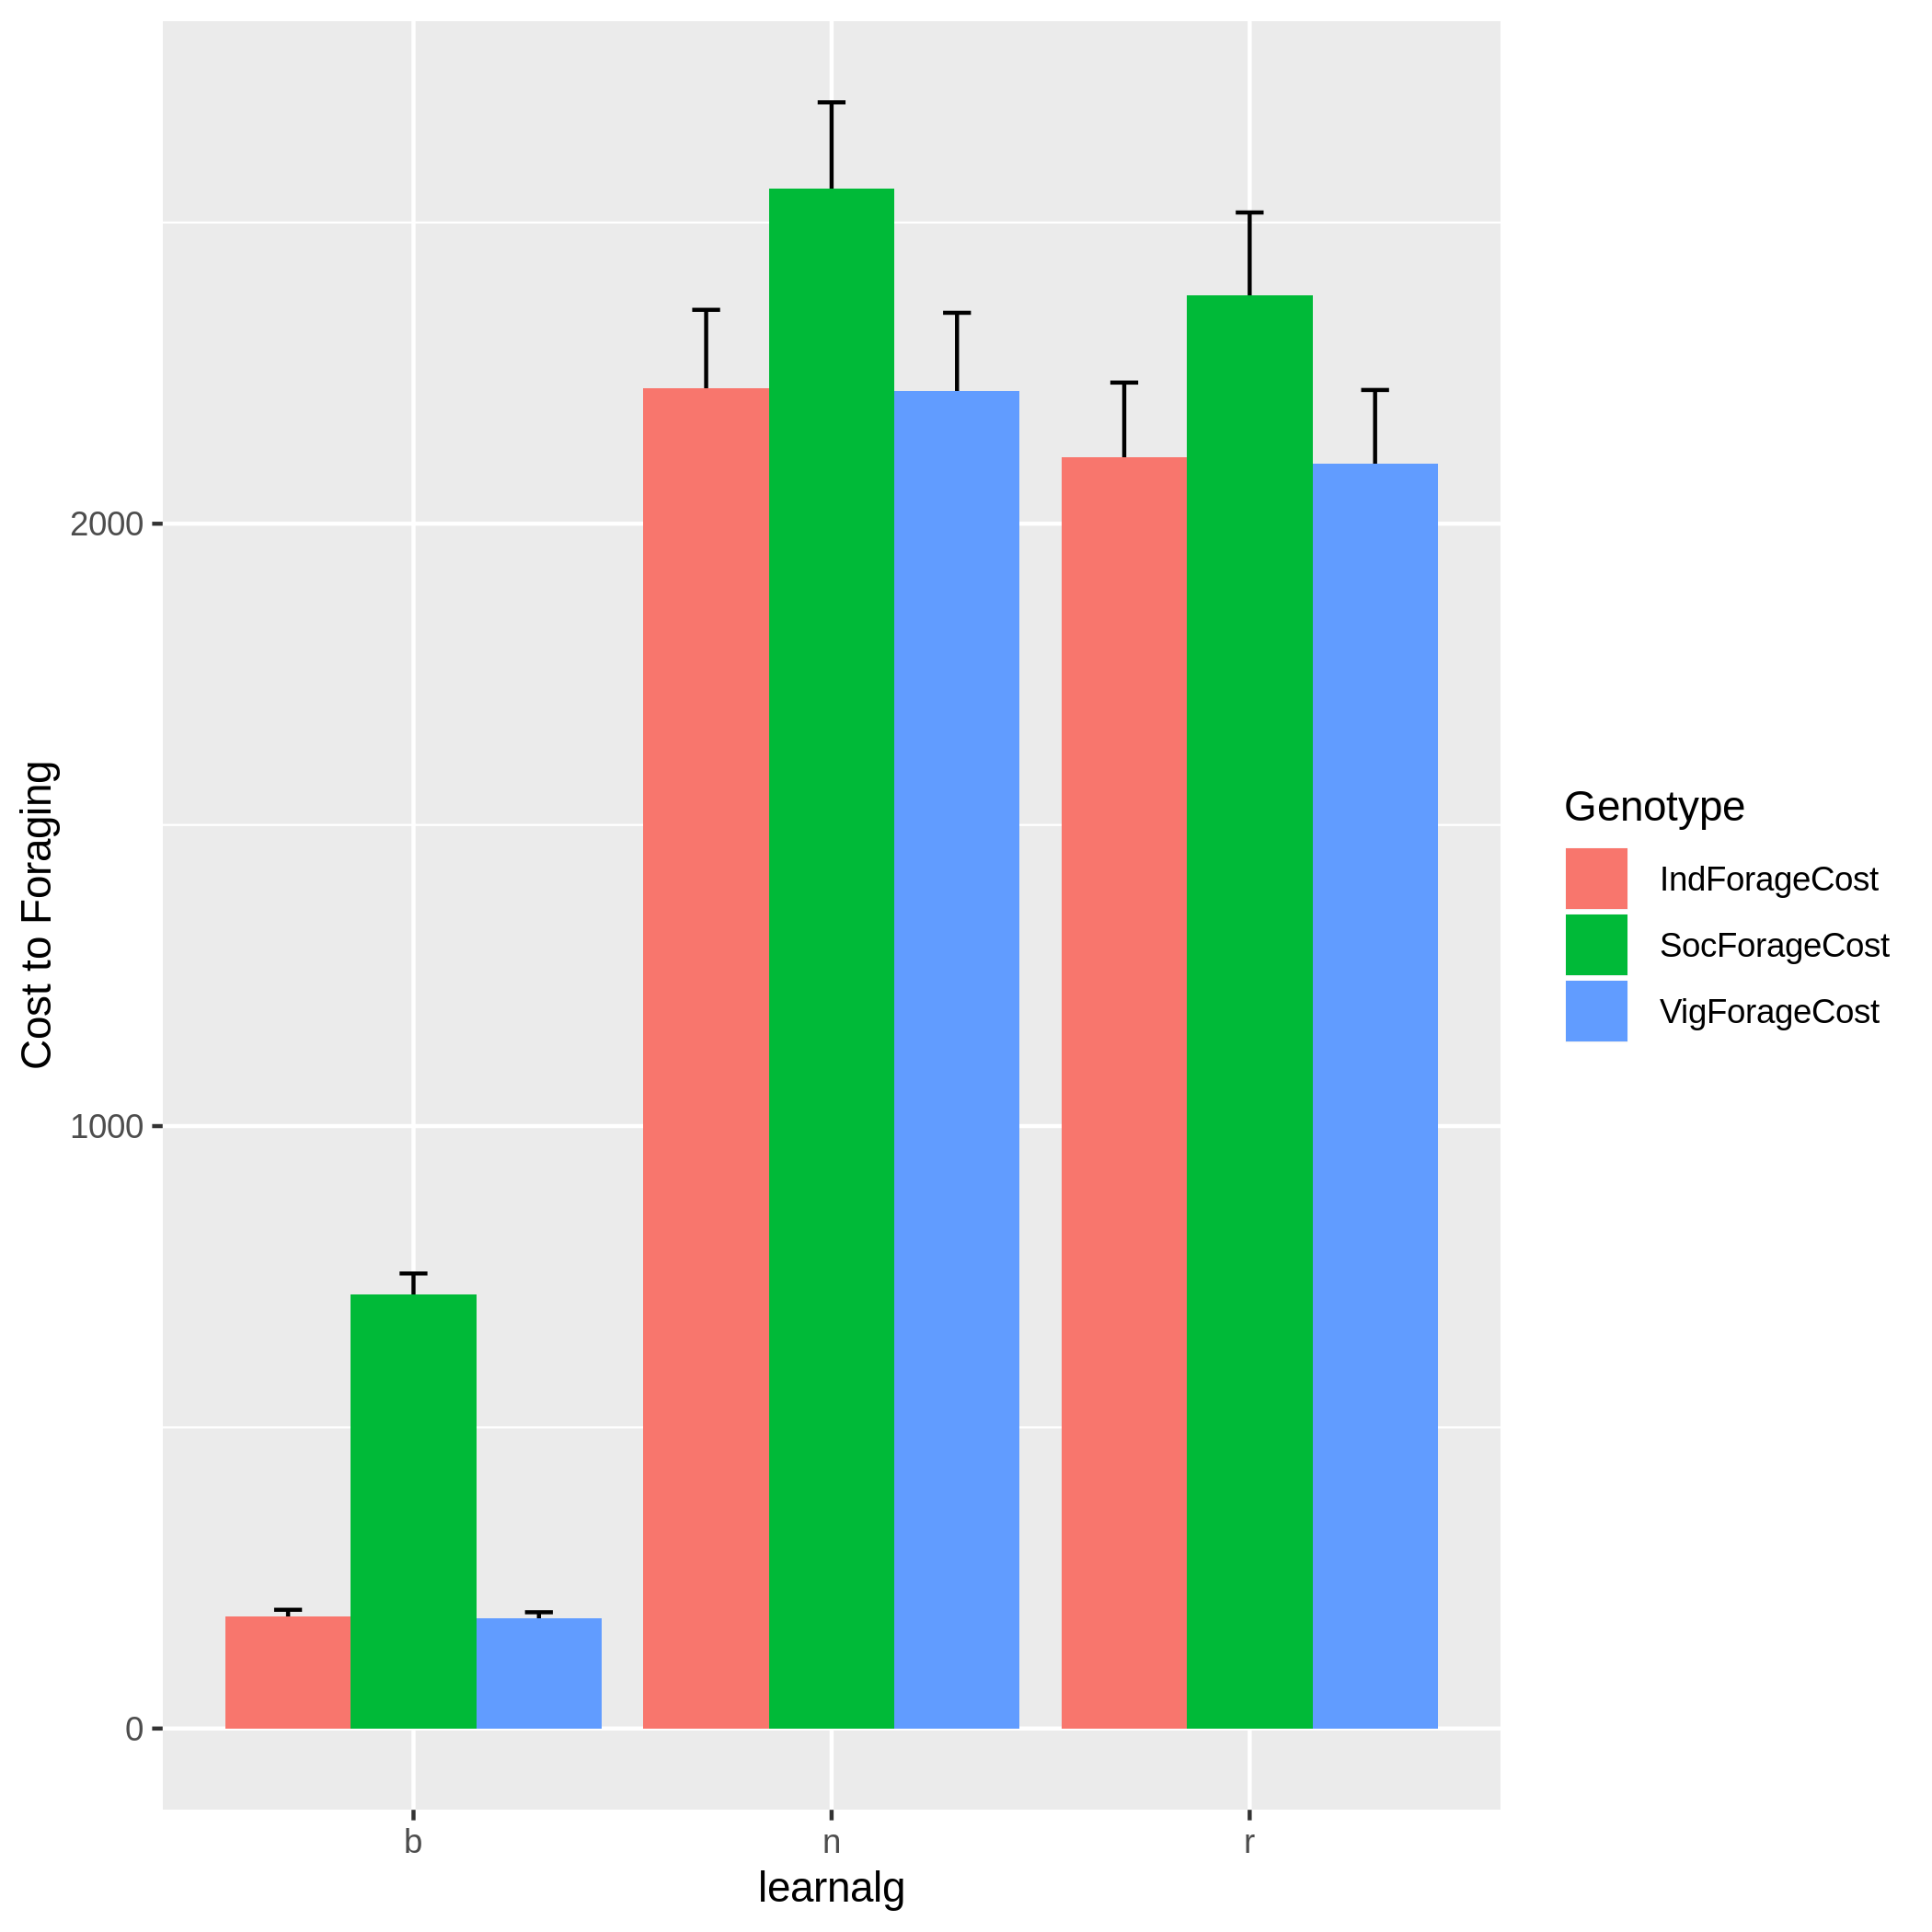 Cost to Foraging
2000
1000
0
b
n
r
learnalg
Genotype
IndForageCost
SocForageCost
VigForageCost